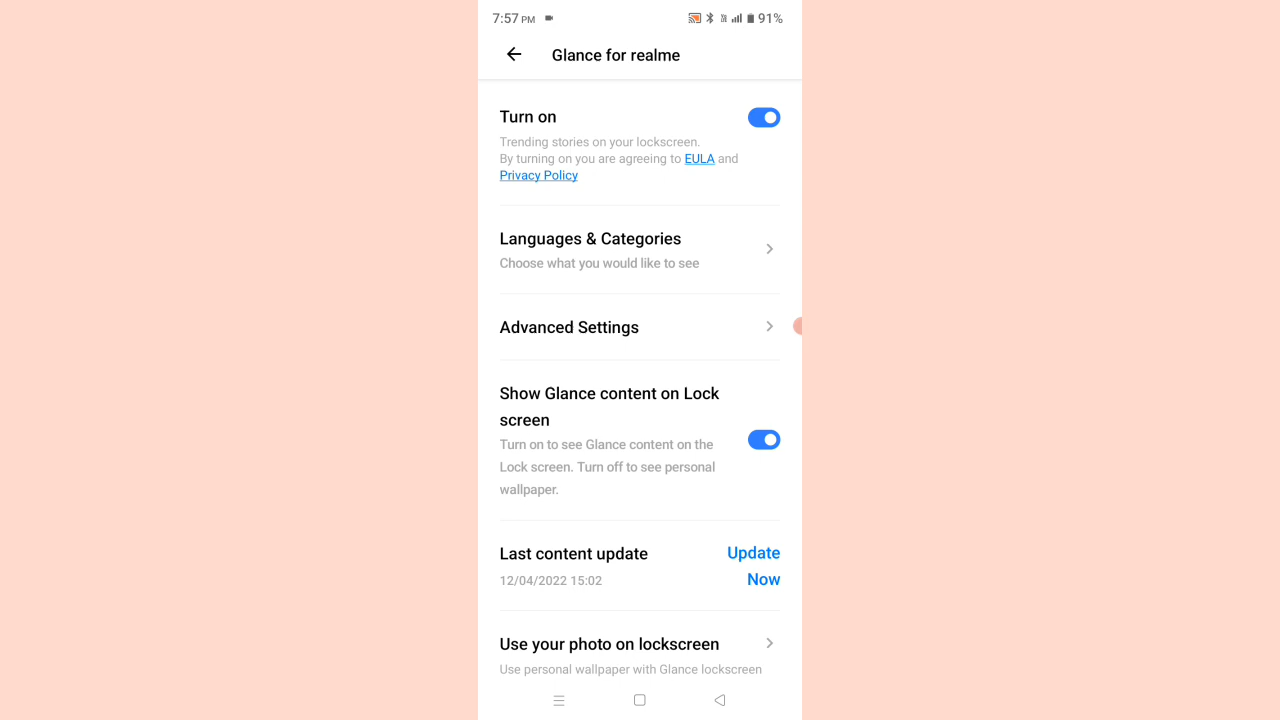 7:57 PM 91%
Glance for realme
Turn on
Trending stories on your lockscreen.
By turning on you are agreeing to EULA and
Privacy Policy
Languages & Categories
Choose what you would like to see
Advanced Settings
Show Glance content on Lock
screen
Turn on to see Glance content on the
Lock screen. Turn off to see personal
wallpaper.
Last content update
Update
Now
12/04/2022 15:02
Use your photo on lockscreen
Use personal wallpaper with Glance lockscreen